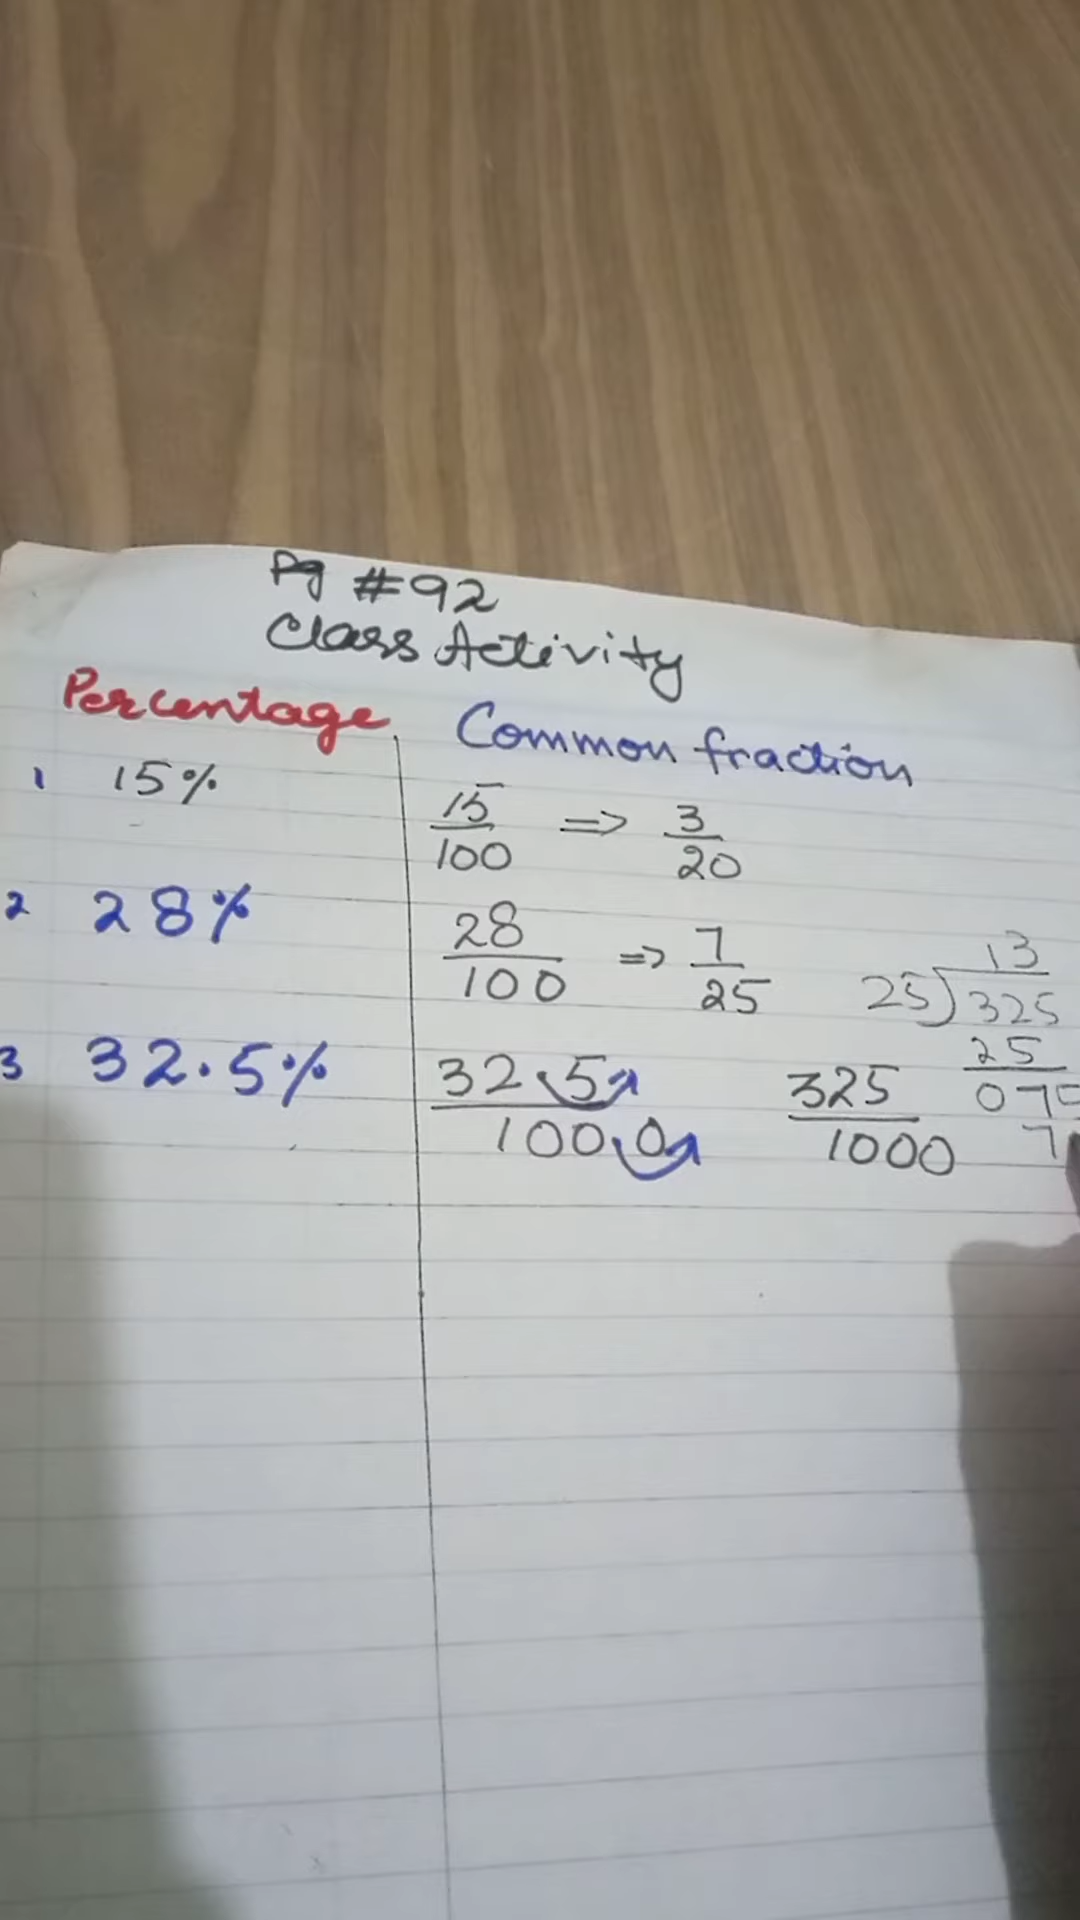 Pg #92
Class Activity
Percentage Common fraction
1 15% 15/100 => 3/20
2 28% 28/100 => 7/25
3 32.5% 32.5/100.0 325/1000
13
25)325
25
075
7